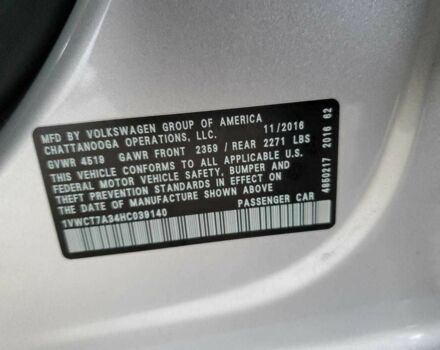 MFD BY VOLKSWAGEN GROUP OF AMERICA 11/2016
CHATTANOOGA OPERATIONS, LLC.
GVWR 4519 GAWR FRONT 2359 / REAR 2271 LBS
THIS VEHICLE CONFORMS TO ALL APPLICABLE U.S.
FEDERAL MOTOR VEHICLE SAFETY, BUMPER AND
THEFT PREVENTION STANDARDS IN EFFECT ON
THE DATE OF MANUFACTURE SHOWN ABOVE
1VWCT7A34HC039140 PASSENGER CAR
4850217 2016 62